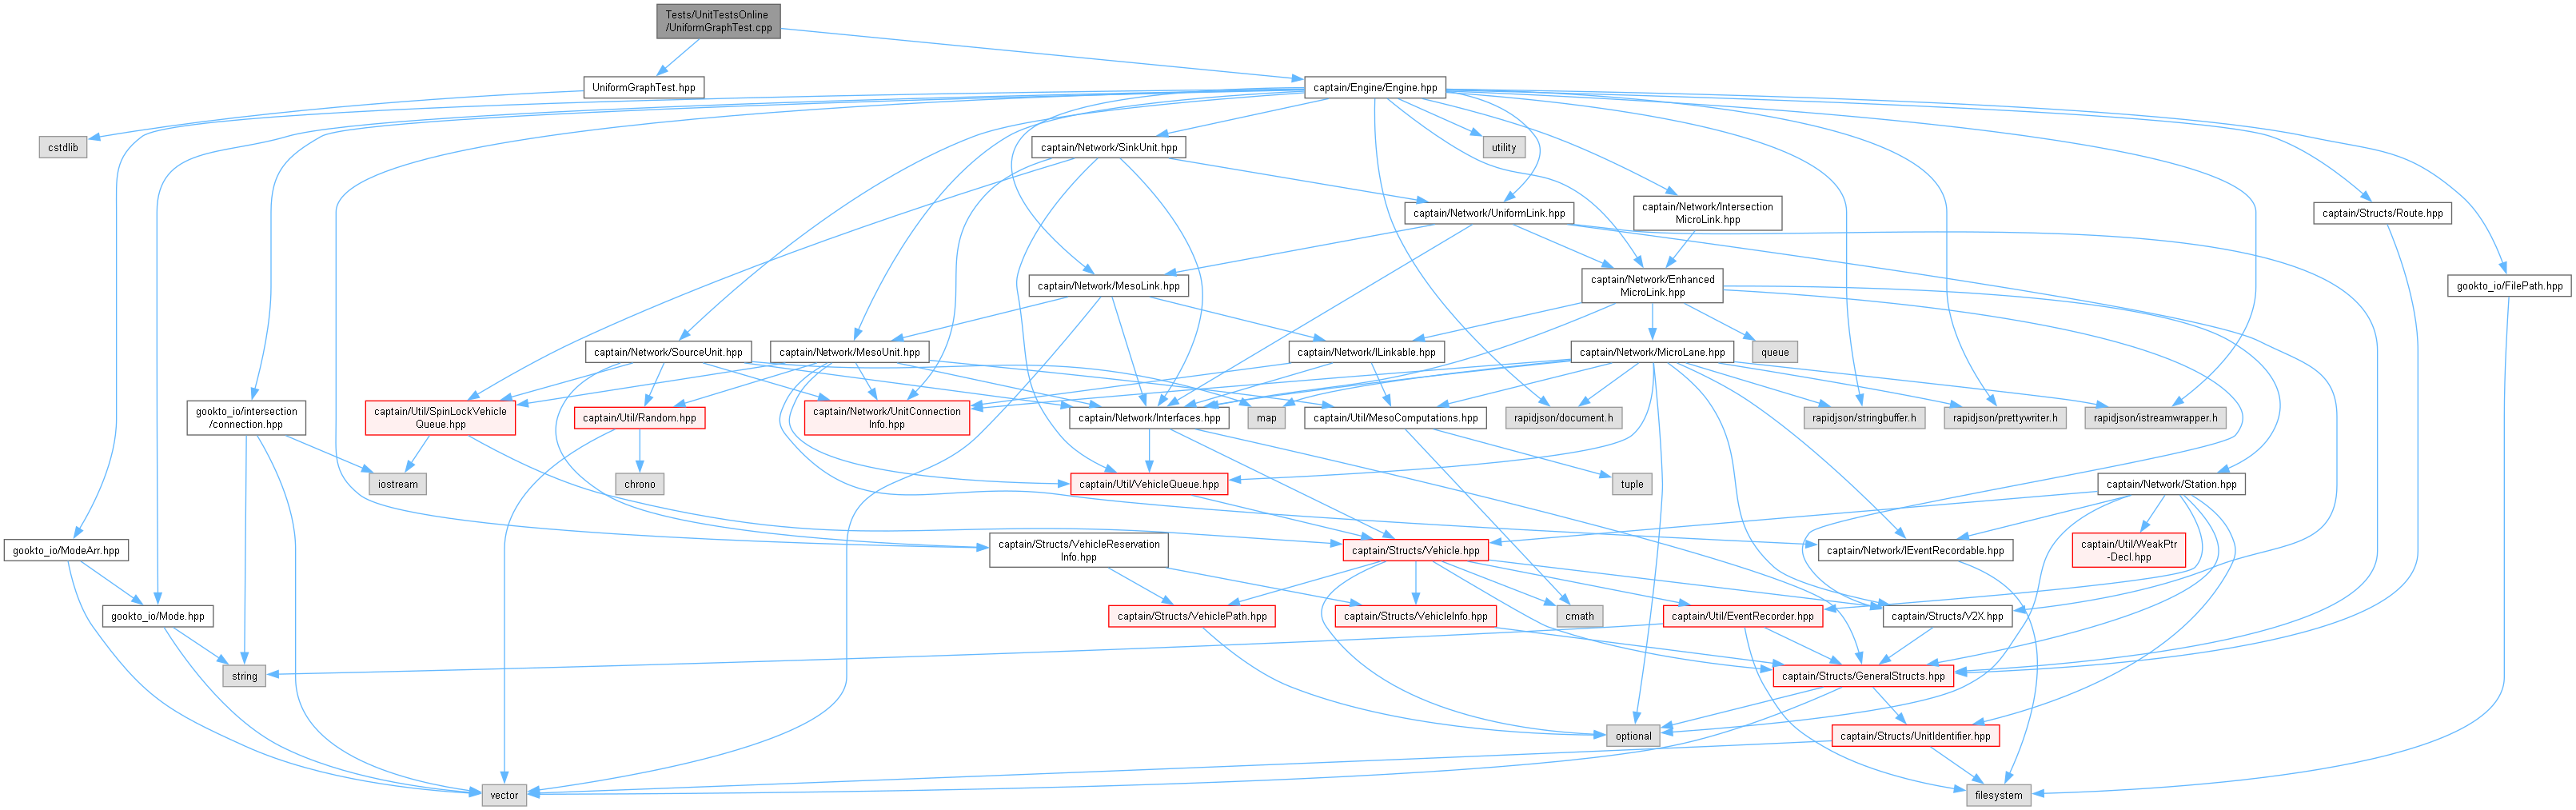 Tests/UnitTestsOnline
/UniformGraphTest.cpp
UniformGraphTest.hpp
captain/Engine/Engine.hpp
cstdlib
captain/Network/SinkUnit.hpp
utility
captain/Network/UniformLink.hpp
captain/Network/Intersection
MicroLink.hpp
captain/Structs/Route.hpp
captain/Network/MesoLink.hpp
captain/Network/Enhanced
MicroLink.hpp
gookto_io/FilePath.hpp
captain/Network/SourceUnit.hpp
captain/Network/MesoUnit.hpp
captain/Network/ILinkable.hpp
captain/Network/MicroLane.hpp
queue
gookto_io/intersection
/connection.hpp
captain/Util/SpinLockVehicle
Queue.hpp
captain/Util/Random.hpp
captain/Network/UnitConnection
Info.hpp
captain/Network/Interfaces.hpp
map
captain/Util/MesoComputations.hpp
rapidjson/document.h
rapidjson/stringbuffer.h
rapidjson/prettywriter.h
rapidjson/istreamwrapper.h
iostream
chrono
captain/Util/VehicleQueue.hpp
tuple
captain/Network/Station.hpp
gookto_io/ModeArr.hpp
captain/Structs/VehicleReservation
Info.hpp
captain/Structs/Vehicle.hpp
captain/Network/IEventRecordable.hpp
captain/Util/WeakPtr
-Decl.hpp
gookto_io/Mode.hpp
captain/Structs/VehiclePath.hpp
captain/Structs/VehicleInfo.hpp
cmath
captain/Util/EventRecorder.hpp
captain/Structs/V2X.hpp
string
captain/Structs/GeneralStructs.hpp
optional
captain/Structs/UnitIdentifier.hpp
vector
filesystem